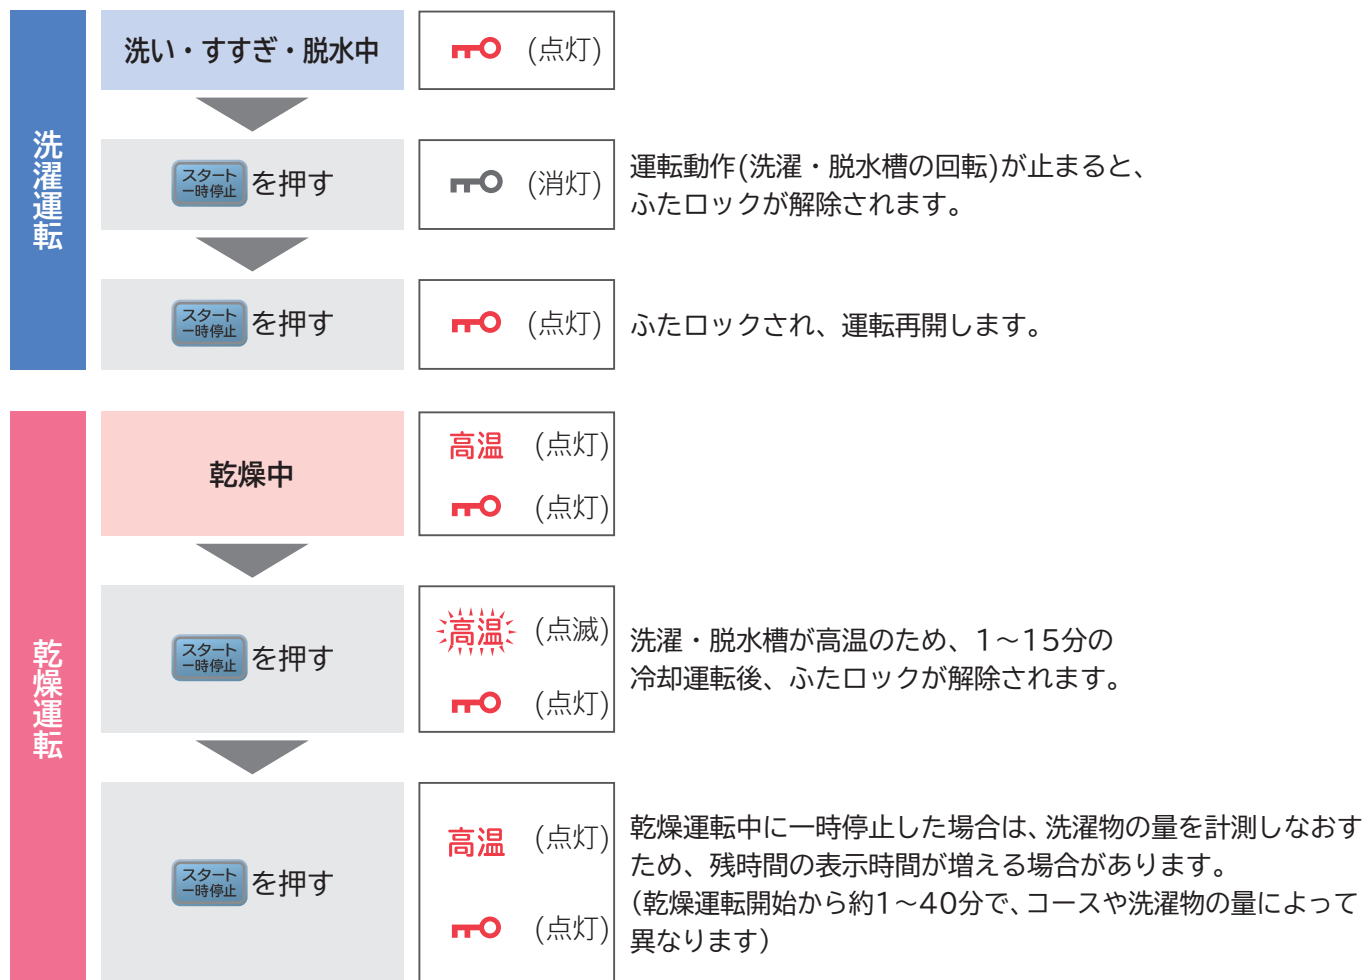 洗濯運転
洗い・すすぎ・脱水中
(点灯)
スタート
一時停止
を押す
(消灯)
運転動作(洗濯・脱水槽の回転)が止まると、
ふたロックが解除されます。
スタート
一時停止
を押す
(点灯)
ふたロックされ、運転再開します。
乾燥運転
乾燥中
高温 (点灯)
(点灯)
スタート
一時停止
を押す
高温 (点滅)
(点灯)
洗濯・脱水槽が高温のため、1〜15分の
冷却運転後、ふたロックが解除されます。
スタート
一時停止
を押す
高温 (点灯)
(点灯)
乾燥運転中に一時停止した場合は、洗濯物の量を計測しなおす
ため、残時間の表示時間が増える場合があります。
(乾燥運転開始から約1〜40分で、コースや洗濯物の量によって
異なります)